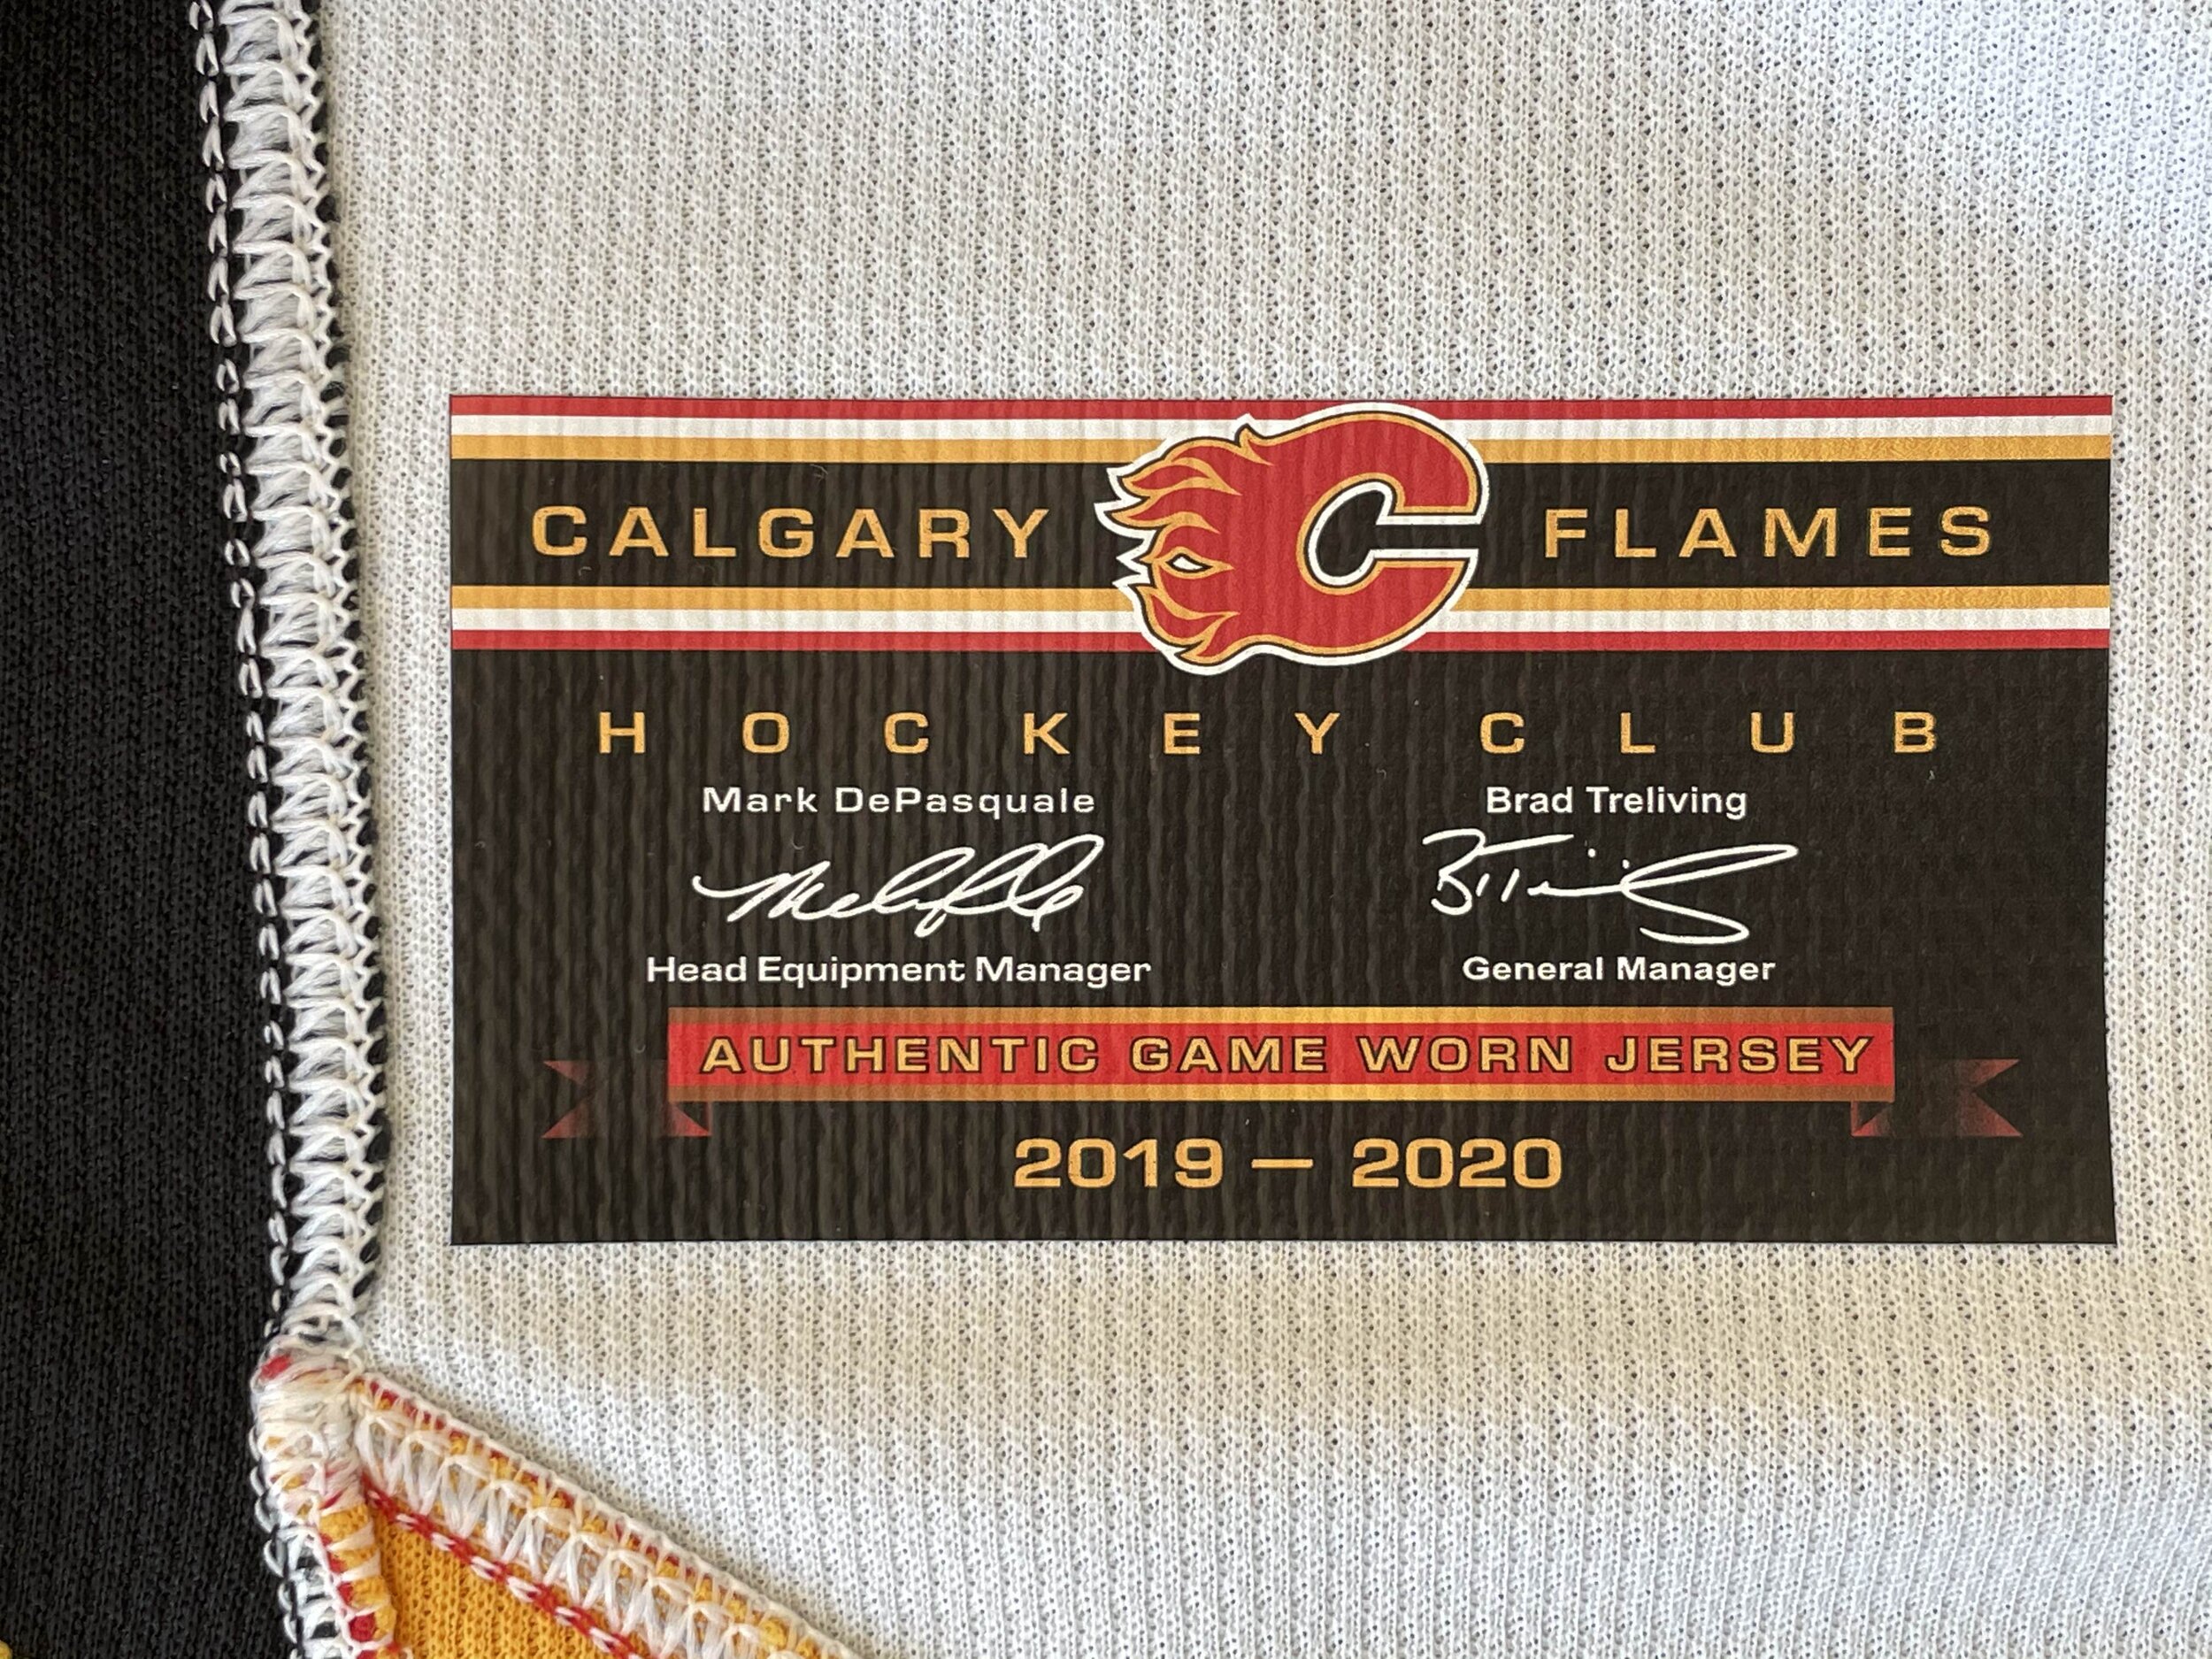 CALGARY FLAMES
HOCKEY CLUB
Mark DePasquale Brad Treliving
Head Equipment Manager General Manager
AUTHENTIC GAME WORN JERSEY
2019 — 2020